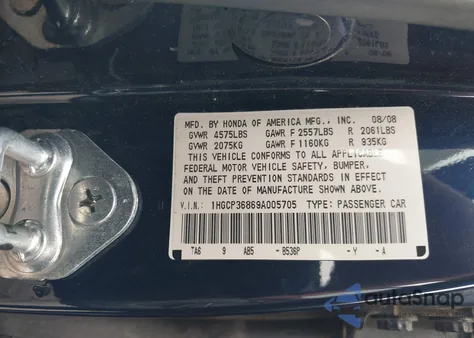 MFD. BY HONDA OF AMERICA MFG., INC. 08/08
GVWR 4575LBS GAWR F 2557LBS R 2061LBS
GVWR 2075KG GAWR F 1160KG R 935KG
THIS VEHICLE CONFORMS TO ALL APPLICABLE
FEDERAL MOTOR VEHICLE SAFETY, BUMPER,
AND THEFT PREVENTION STANDARDS IN EFFECT
ON THE DATE OF MANUFACTURE SHOWN ABOVE.
V.I.N.: 1HGCP36869A005705 TYPE: PASSENGER CAR
TA6 9 AB5 -B536P -Y -A
autoSnap